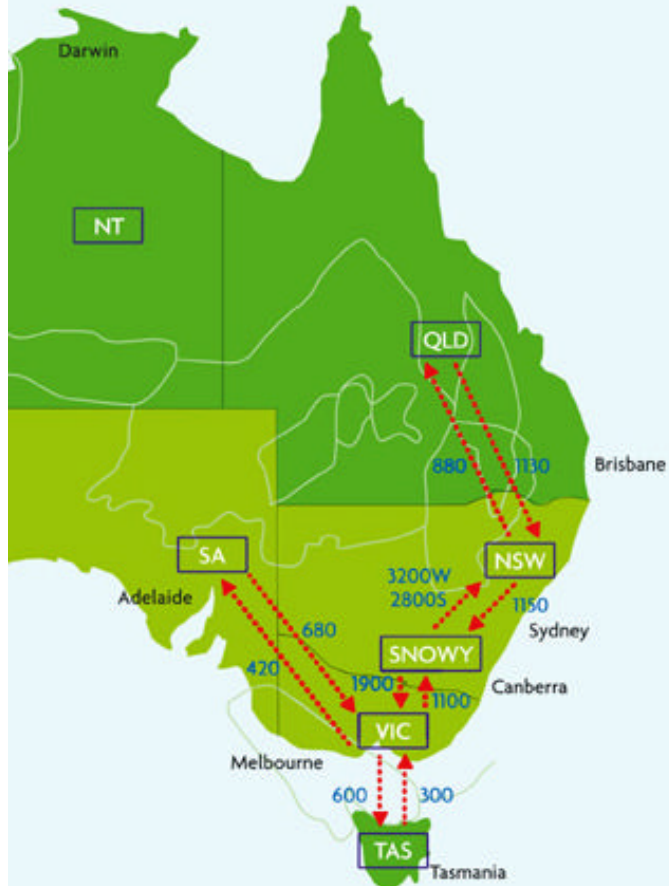 Darwin
NT
QLD
880
1130
Brisbane
SA
NSW
3200W
2800S
Adelaide
1150
680
Sydney
SNOWY
420
1900
1100
Canberra
VIC
Melbourne
600
300
TAS
Tasmania